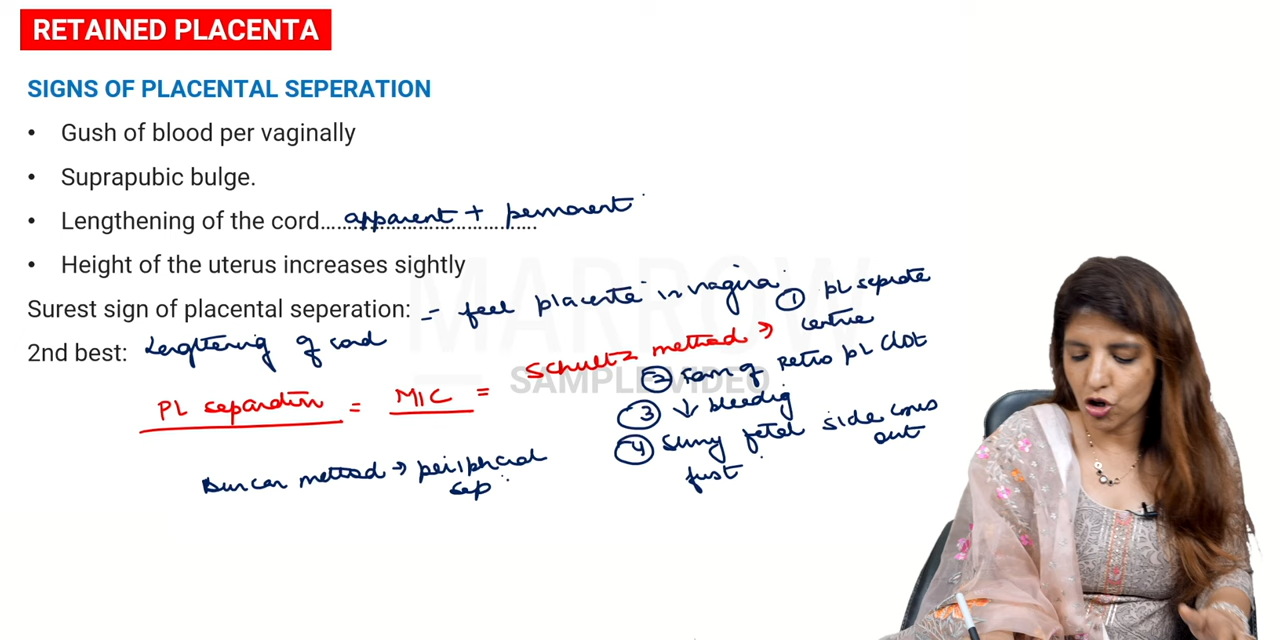 RETAINED PLACENTA
SIGNS OF PLACENTAL SEPERATION
• Gush of blood per vaginally
• Suprapubic bulge.
• Lengthening of the cord................................. apparent + permanent
• Height of the uterus increases sightly
Surest sign of placental seperation: = feel placenta in vagina
2nd best: Lengthening of cord
PL separation = MIC = Schultz method → ① PL seprate
centre
② Form of Retro PL Clot
③ ↓ bleeding
④ Shiny fetal side coms
out
first
Duncan method → peripheral
sep
MARROW
SAMPLE VIDEO